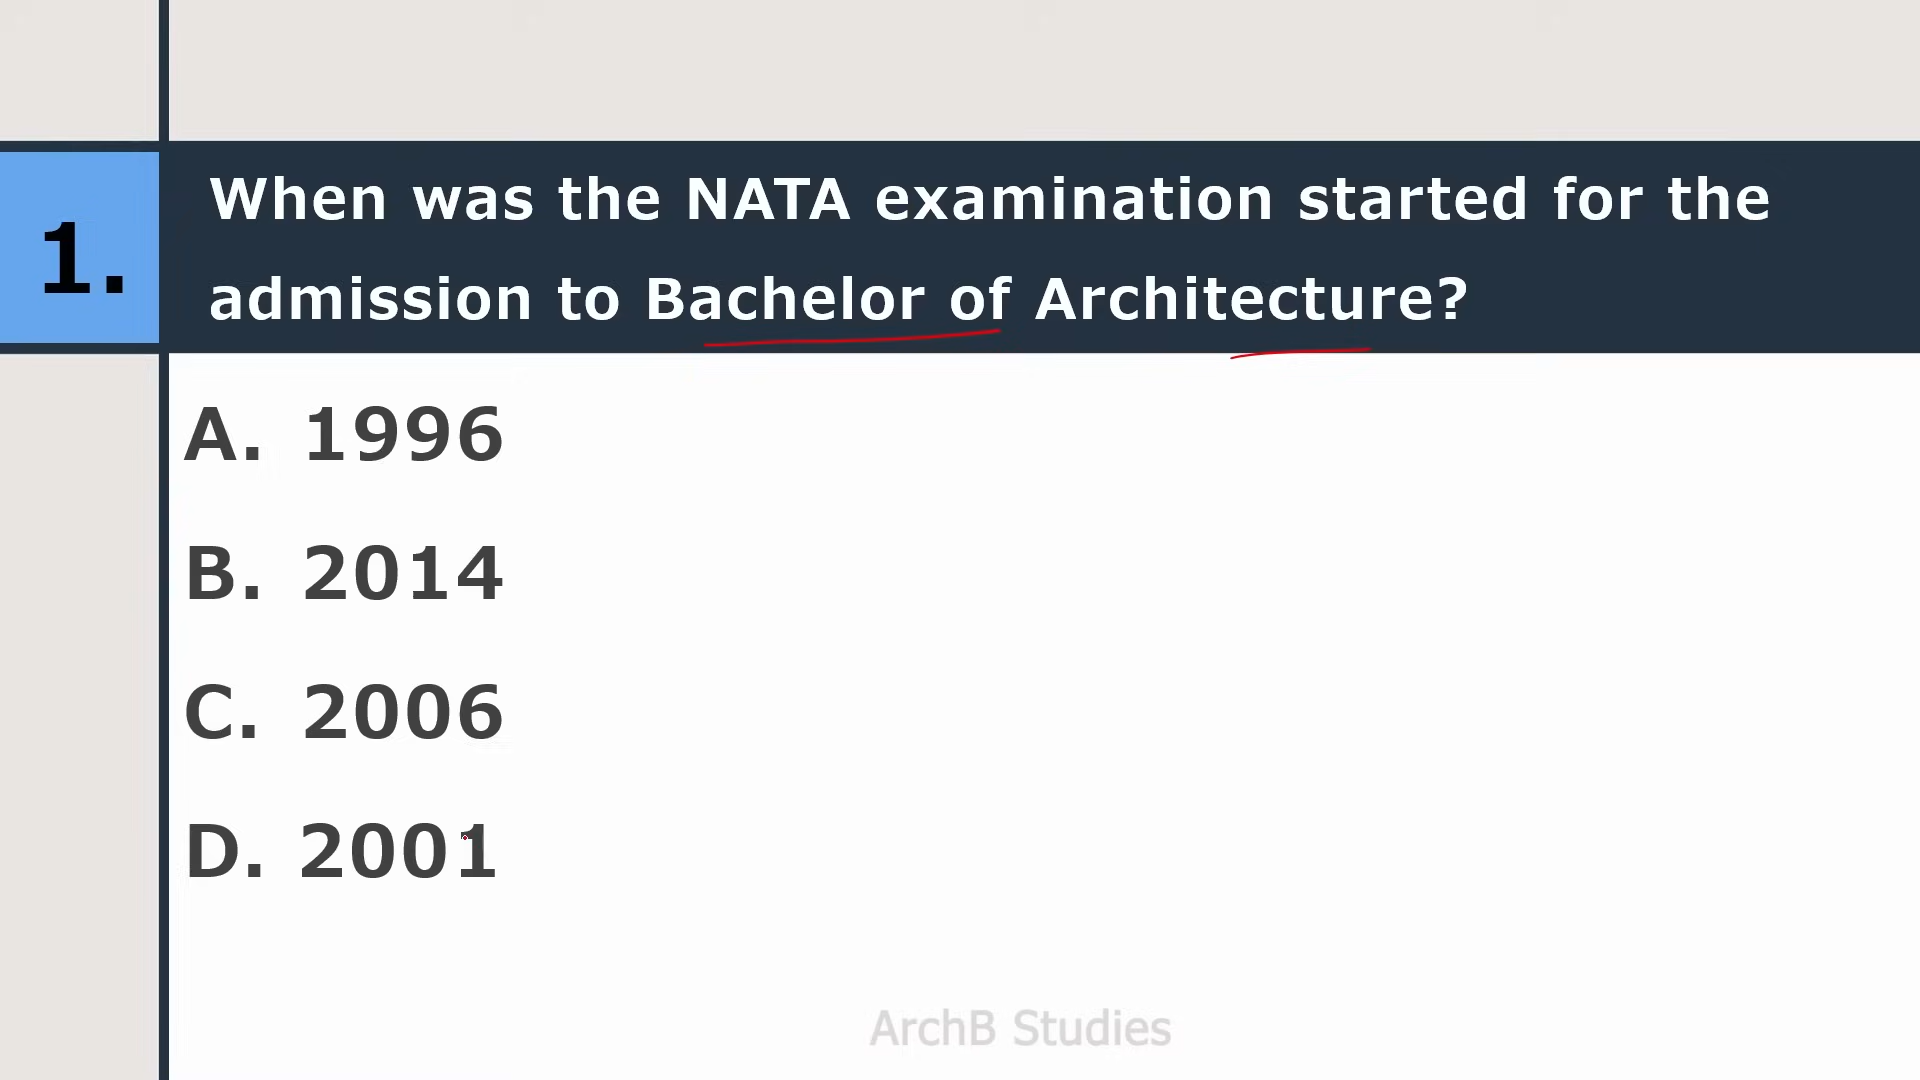 1.
When was the NATA examination started for the
admission to Bachelor of Architecture?
A. 1996
B. 2014
C. 2006
D. 2001
ArchB Studies